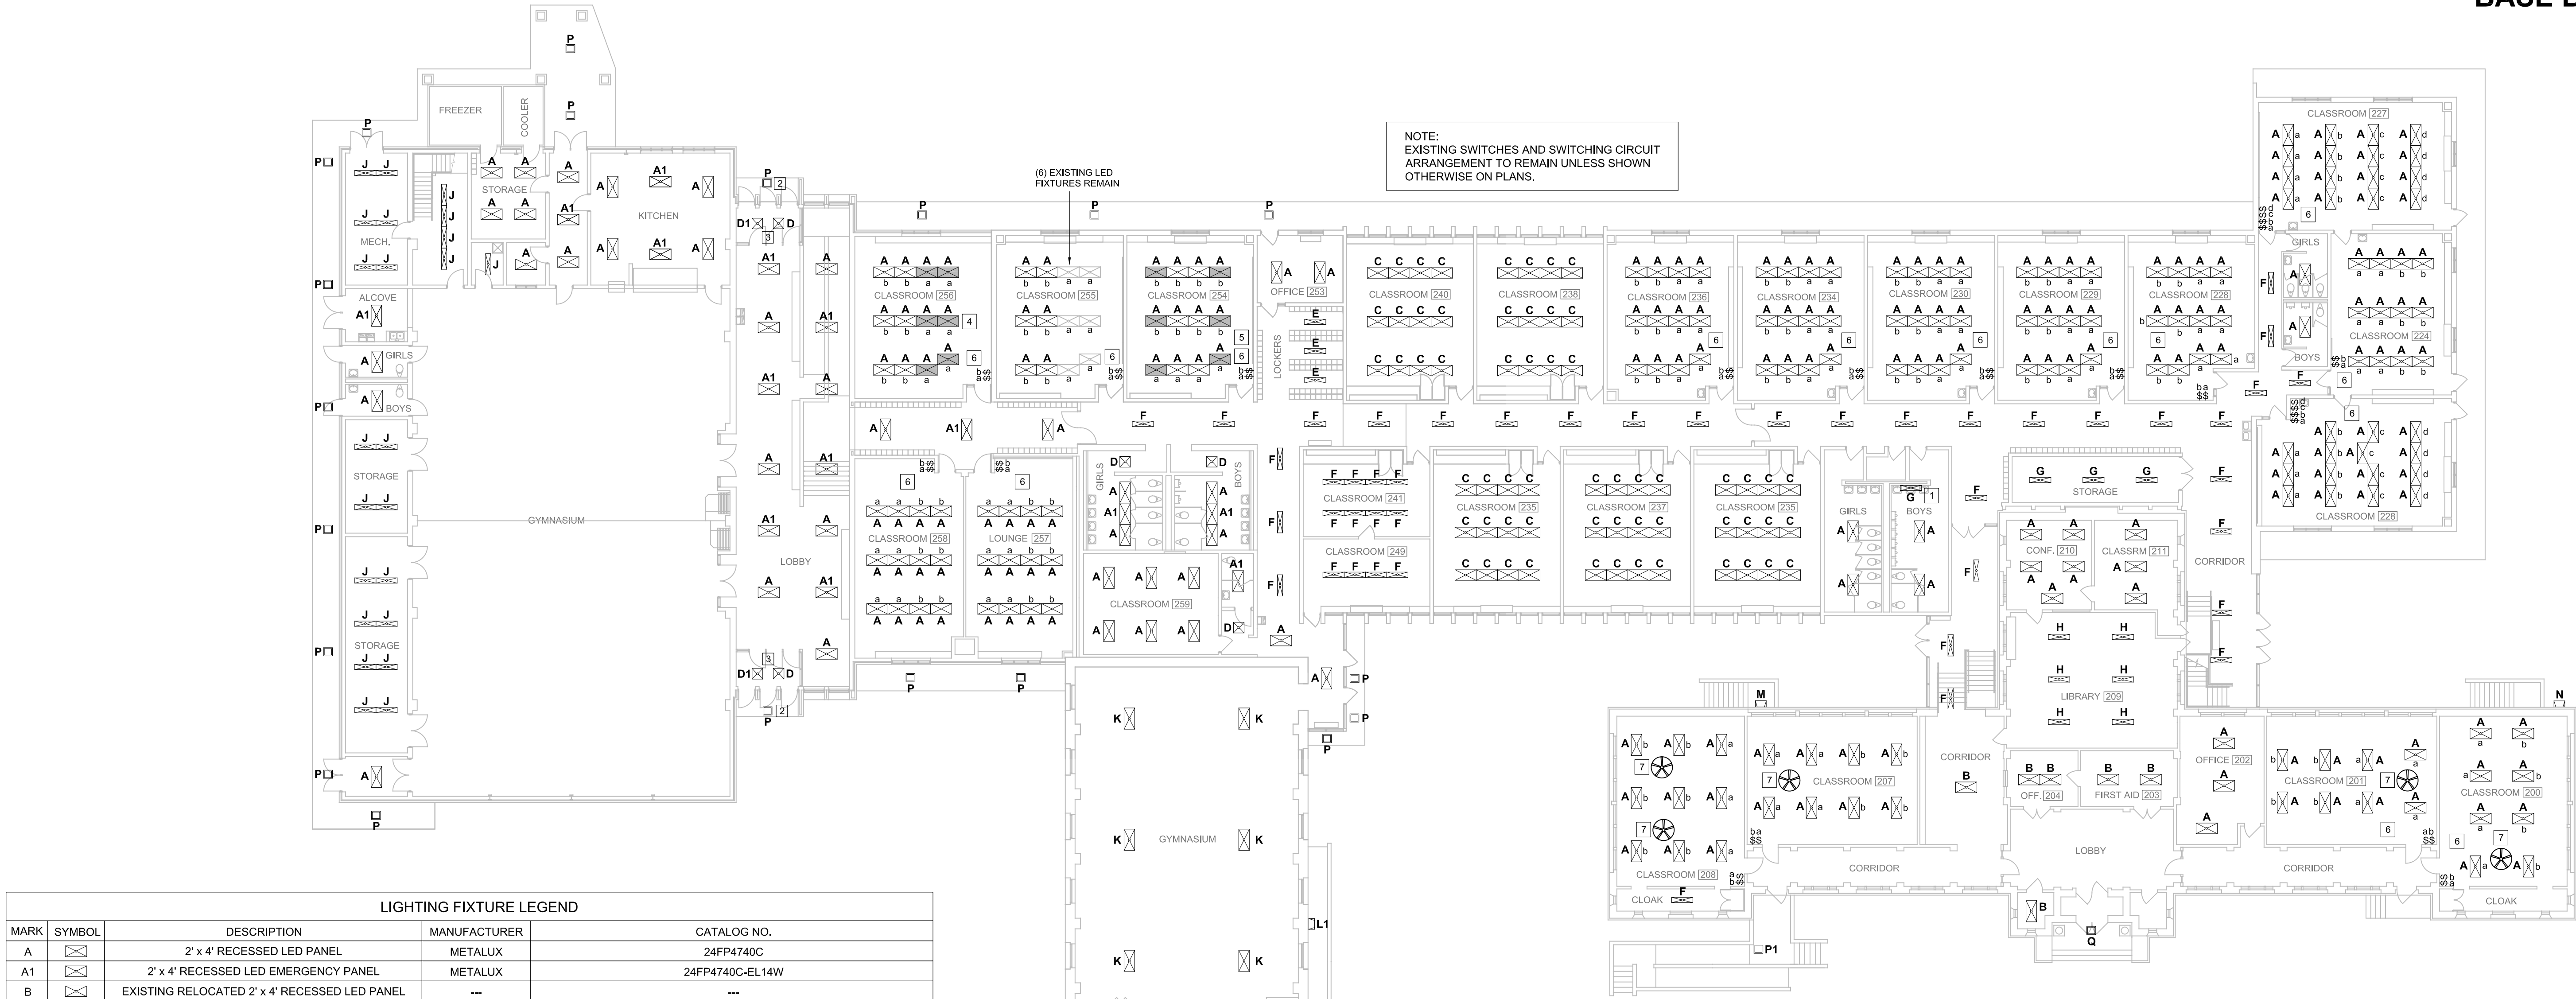 NOTE:
EXISTING SWITCHES AND SWITCHING CIRCUIT
ARRANGEMENT TO REMAIN UNLESS SHOWN
OTHERWISE ON PLANS.
(6) EXISTING LED
FIXTURES REMAIN
FREEZER
COOLER
STORAGE
KITCHEN
MECH.
ALCOVE
GIRLS
BOYS
STORAGE
STORAGE
GYMNASIUM
LOBBY
CLASSROOM 256
CLASSROOM 255
CLASSROOM 254
OFFICE 253
LOCKERS
CLASSROOM 240
CLASSROOM 238
CLASSROOM 236
CLASSROOM 234
CLASSROOM 230
CLASSROOM 229
CLASSROOM 228
CLASSROOM 227
GIRLS
BOYS
CLASSROOM 224
CLASSROOM 228
CLASSROOM 258
LOUNGE 257
GIRLS
BOYS
CLASSROOM 259
CLASSROOM 241
CLASSROOM 249
CLASSROOM 235
CLASSROOM 237
CLASSROOM 235
GIRLS
BOYS
STORAGE
CONF. 210
CLASSRM 211
CORRIDOR
LIBRARY 209
GYMNASIUM
CLASSROOM 208
CLOAK
CLASSROOM 207
CORRIDOR
CORRIDOR
OFF. 204
FIRST AID 203
OFFICE 202
LOBBY
CLASSROOM 201
CORRIDOR
CLASSROOM 200
CLOAK
L1
P1
Q
M
N
LIGHTING FIXTURE LEGEND
MARK SYMBOL DESCRIPTION MANUFACTURER CATALOG NO.
A 2' x 4' RECESSED LED PANEL METALUX 24FP4740C
A1 2' x 4' RECESSED LED EMERGENCY PANEL METALUX 24FP4740C-EL14W
B EXISTING RELOCATED 2' x 4' RECESSED LED PANEL --- ---